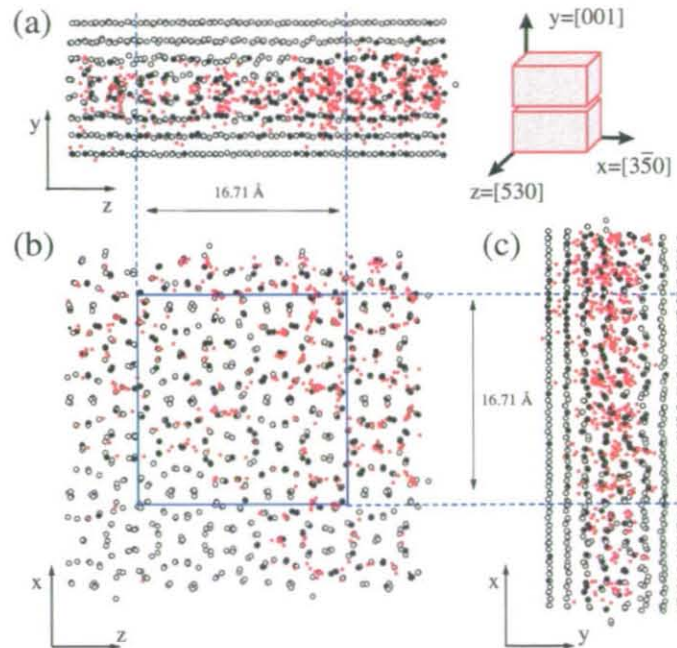 (a)
y=[001]
y
z
x=[3̅50]
z=[530]
16.71 Å
(b)
(c)
16.71 Å
x
z
x
y